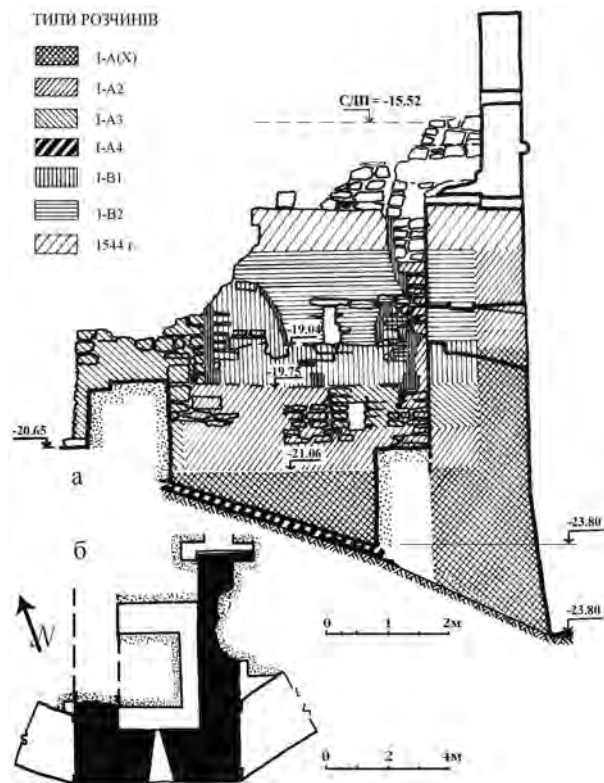 ТИПИ РОЗЧИНІВ
І-А(Х)
І-А2
І-А3
І-А4
І-В1
І-В2
1544 г.
СДП = -15.52
-19.04
-19.75
-20.65
-21.06
а
-23.80
б
-23.80
N
0 1 2м
0 2 4м